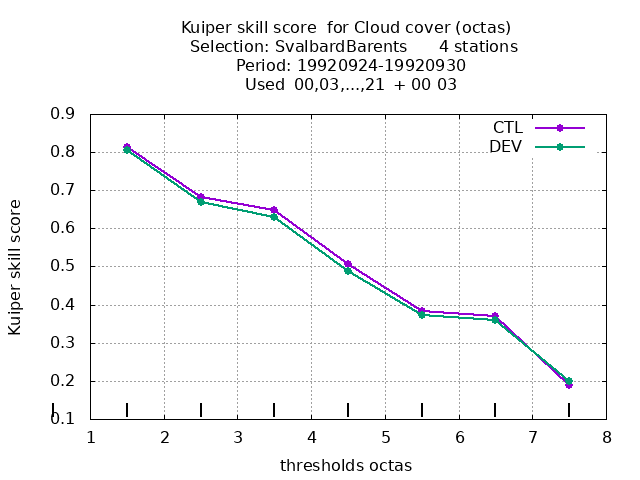 Kuiper skill score  for Cloud cover (octas)
Selection: SvalbardBarents      4 stations
Period: 19920924-19920930
Used  00,03,...,21  + 00 03
CTL
DEV
0.9
0.8
0.7
0.6
0.5
0.4
0.3
0.2
0.1
Kuiper skill score
1 2 3 4 5 6 7 8
thresholds octas